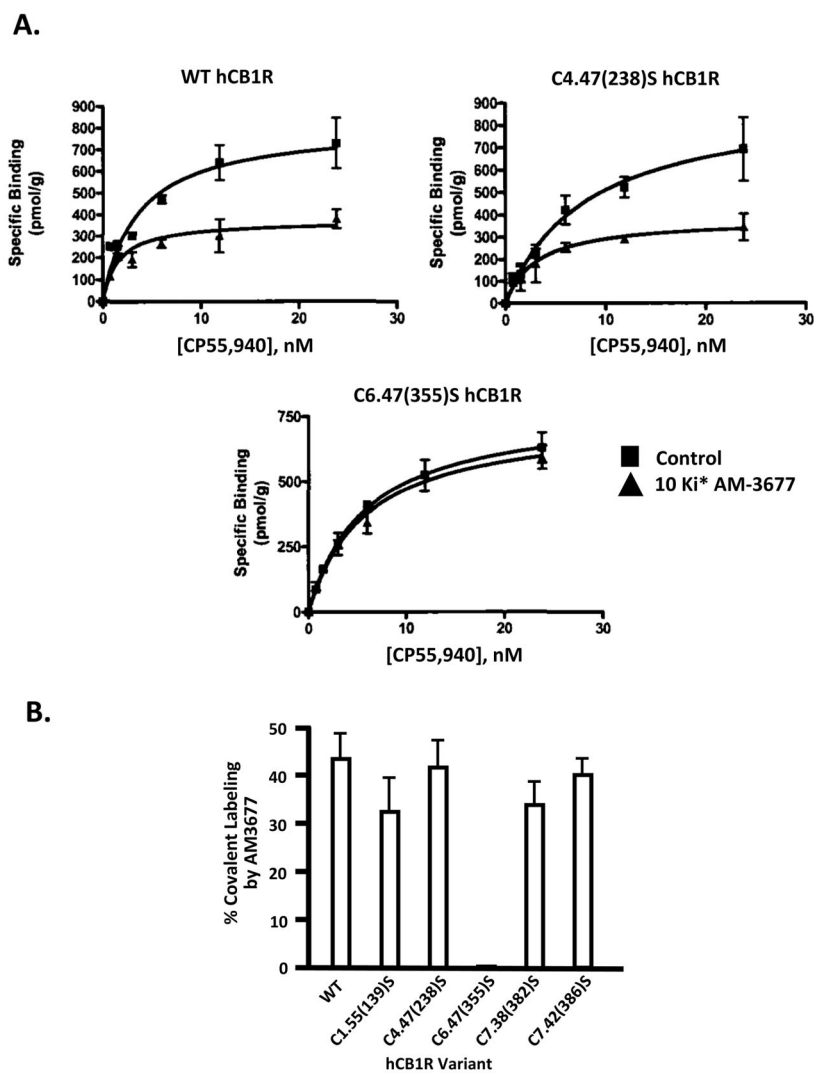 A.
WT hCB1R
900
800
700
600
500
400
300
200
100
0
Specific Binding
(pmol/g)
0 10 20 30
[CP55,940], nM
C4.47(238)S hCB1R
900
800
700
600
500
400
300
200
100
0
Specific Binding
(pmol/g)
0 10 20 30
[CP55,940], nM
C6.47(355)S hCB1R
750
500
250
0
Specific Binding
(pmol/g)
0 10 20 30
[CP55,940], nM
Control
10 Ki* AM-3677
B.
50
40
30
20
10
0
% Covalent Labeling
by AM3677
WT
C1.55(139)S
C4.47(238)S
C6.47(355)S
C7.38(382)S
C7.42(386)S
hCB1R Variant